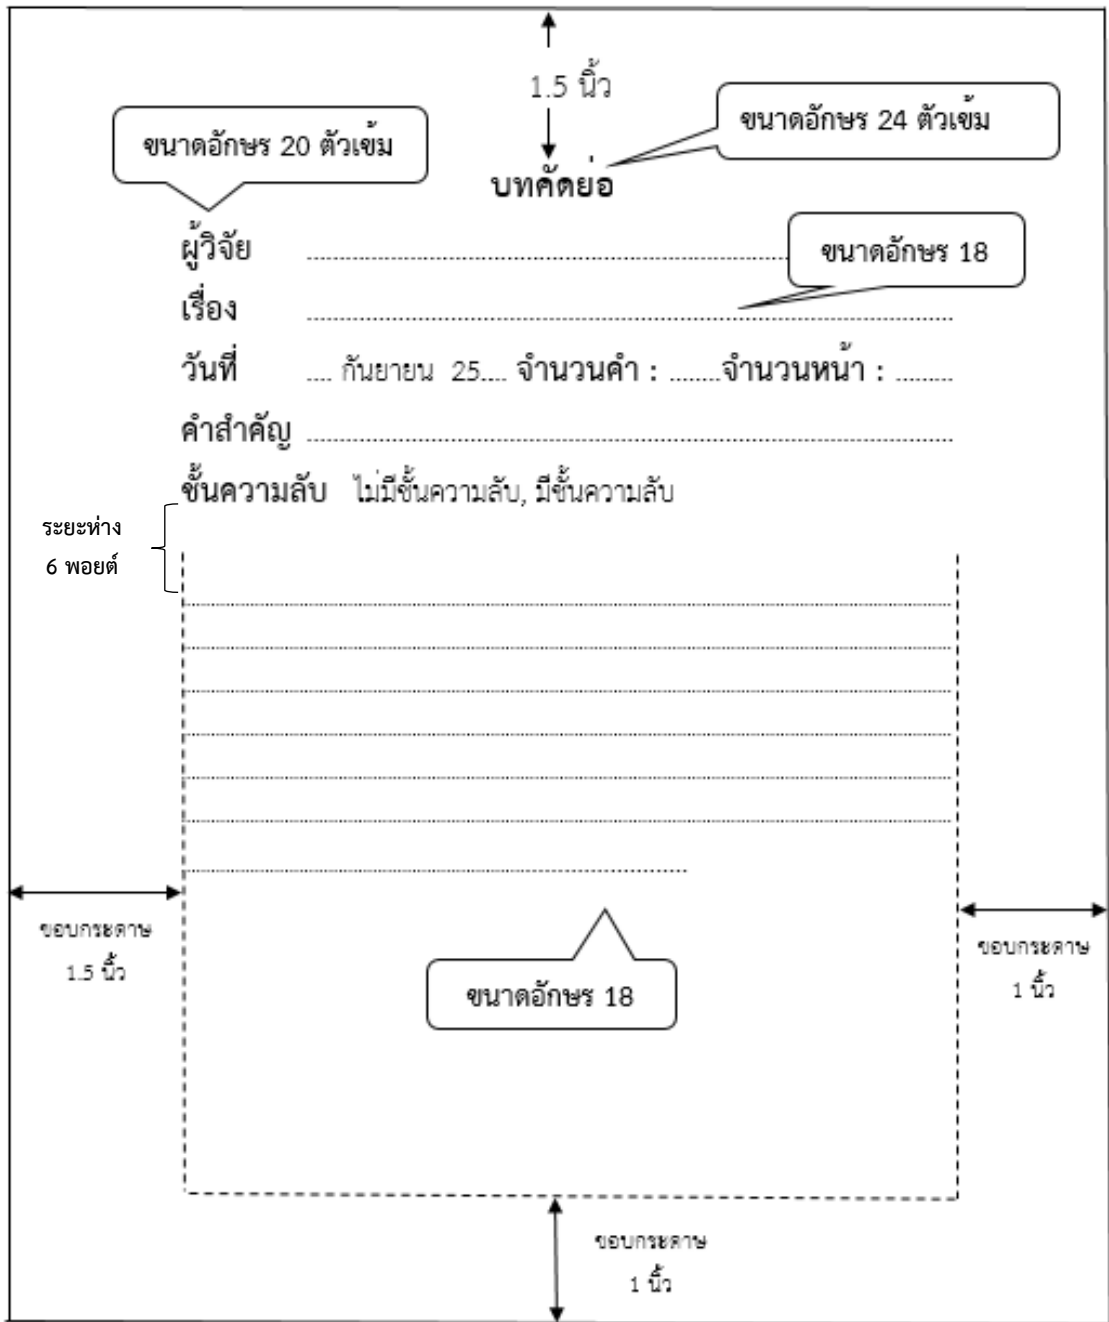 1.5 นิ้ว
ขนาดอักษร 24 ตัวเข้ม
ขนาดอักษร 20 ตัวเข้ม
บทคัดย่อ
ผู้วิจัย ........................................................
ขนาดอักษร 18
เรื่อง ........................................................
วันที่ .... กันยายน 25.... จำนวนคำ : ........จำนวนหน้า : .........
คำสำคัญ ........................................................
ชั้นความลับ ไม่มีชั้นความลับ, มีชั้นความลับ
ระยะห่าง
6 พอยต์
ขอบกระดาษ
1.5 นิ้ว
ขอบกระดาษ
1 นิ้ว
ขนาดอักษร 18
ขอบกระดาษ
1 นิ้ว